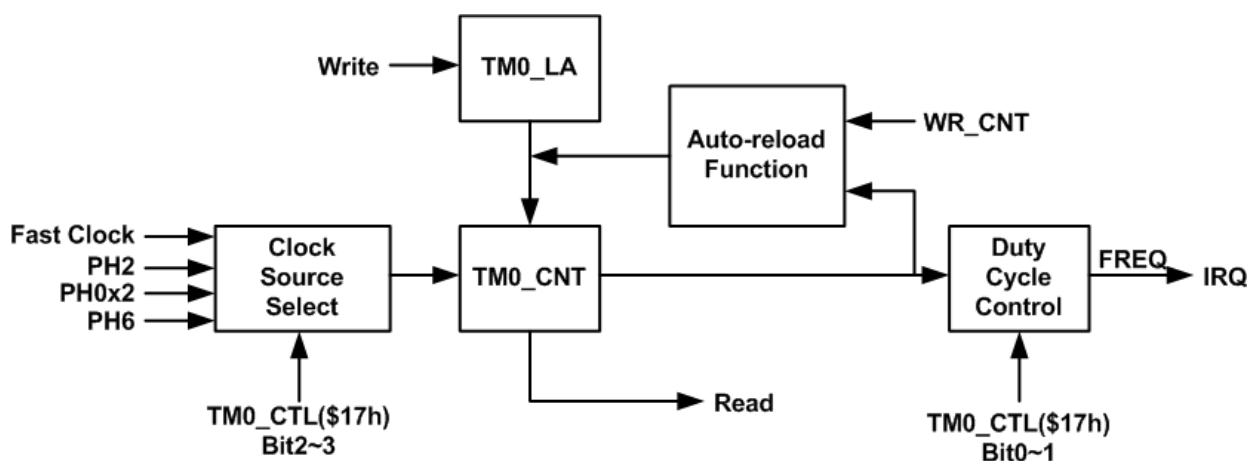 Write
TM0_LA
Auto-reload
Function
WR_CNT
Fast Clock
PH2
PH0x2
PH6
Clock
Source
Select
TM0_CNT
Duty
Cycle
Control
FREQ
IRQ
Read
TM0_CTL($17h)
Bit2~3
TM0_CTL($17h)
Bit0~1